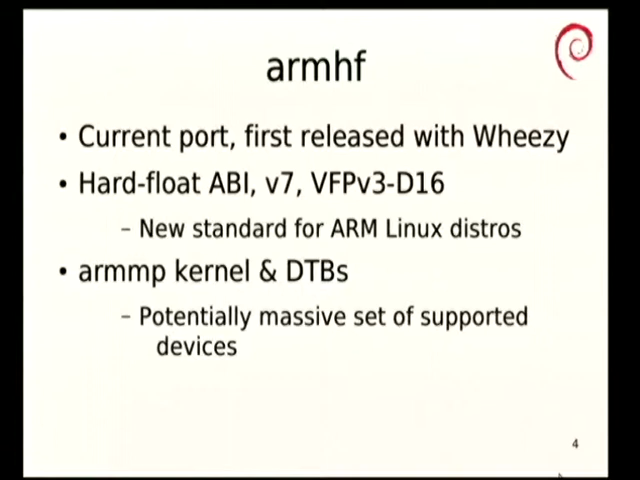 armhf
• Current port, first released with Wheezy
• Hard-float ABI, v7, VFPv3-D16
– New standard for ARM Linux distros
• armmp kernel & DTBs
– Potentially massive set of supported
devices
4